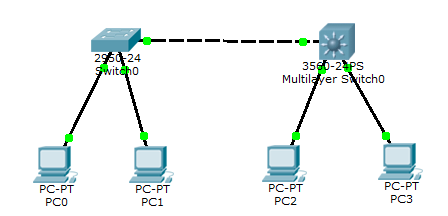 2950-24
Switch0
3560-24PS
Multilayer Switch0
PC-PT
PC0
PC-PT
PC1
PC-PT
PC2
PC-PT
PC3